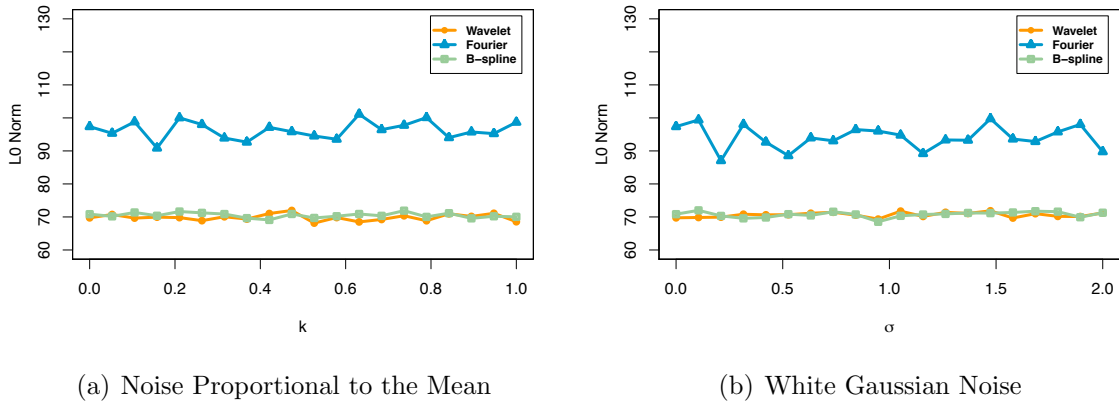 130
110
90
80
70
60
L0 Norm
Wavelet
Fourier
B−spline
0.0 0.2 0.4 0.6 0.8 1.0
k
(a) Noise Proportional to the Mean
130
110
90
80
70
60
L0 Norm
Wavelet
Fourier
B−spline
0.0 0.5 1.0 1.5 2.0
σ
(b) White Gaussian Noise